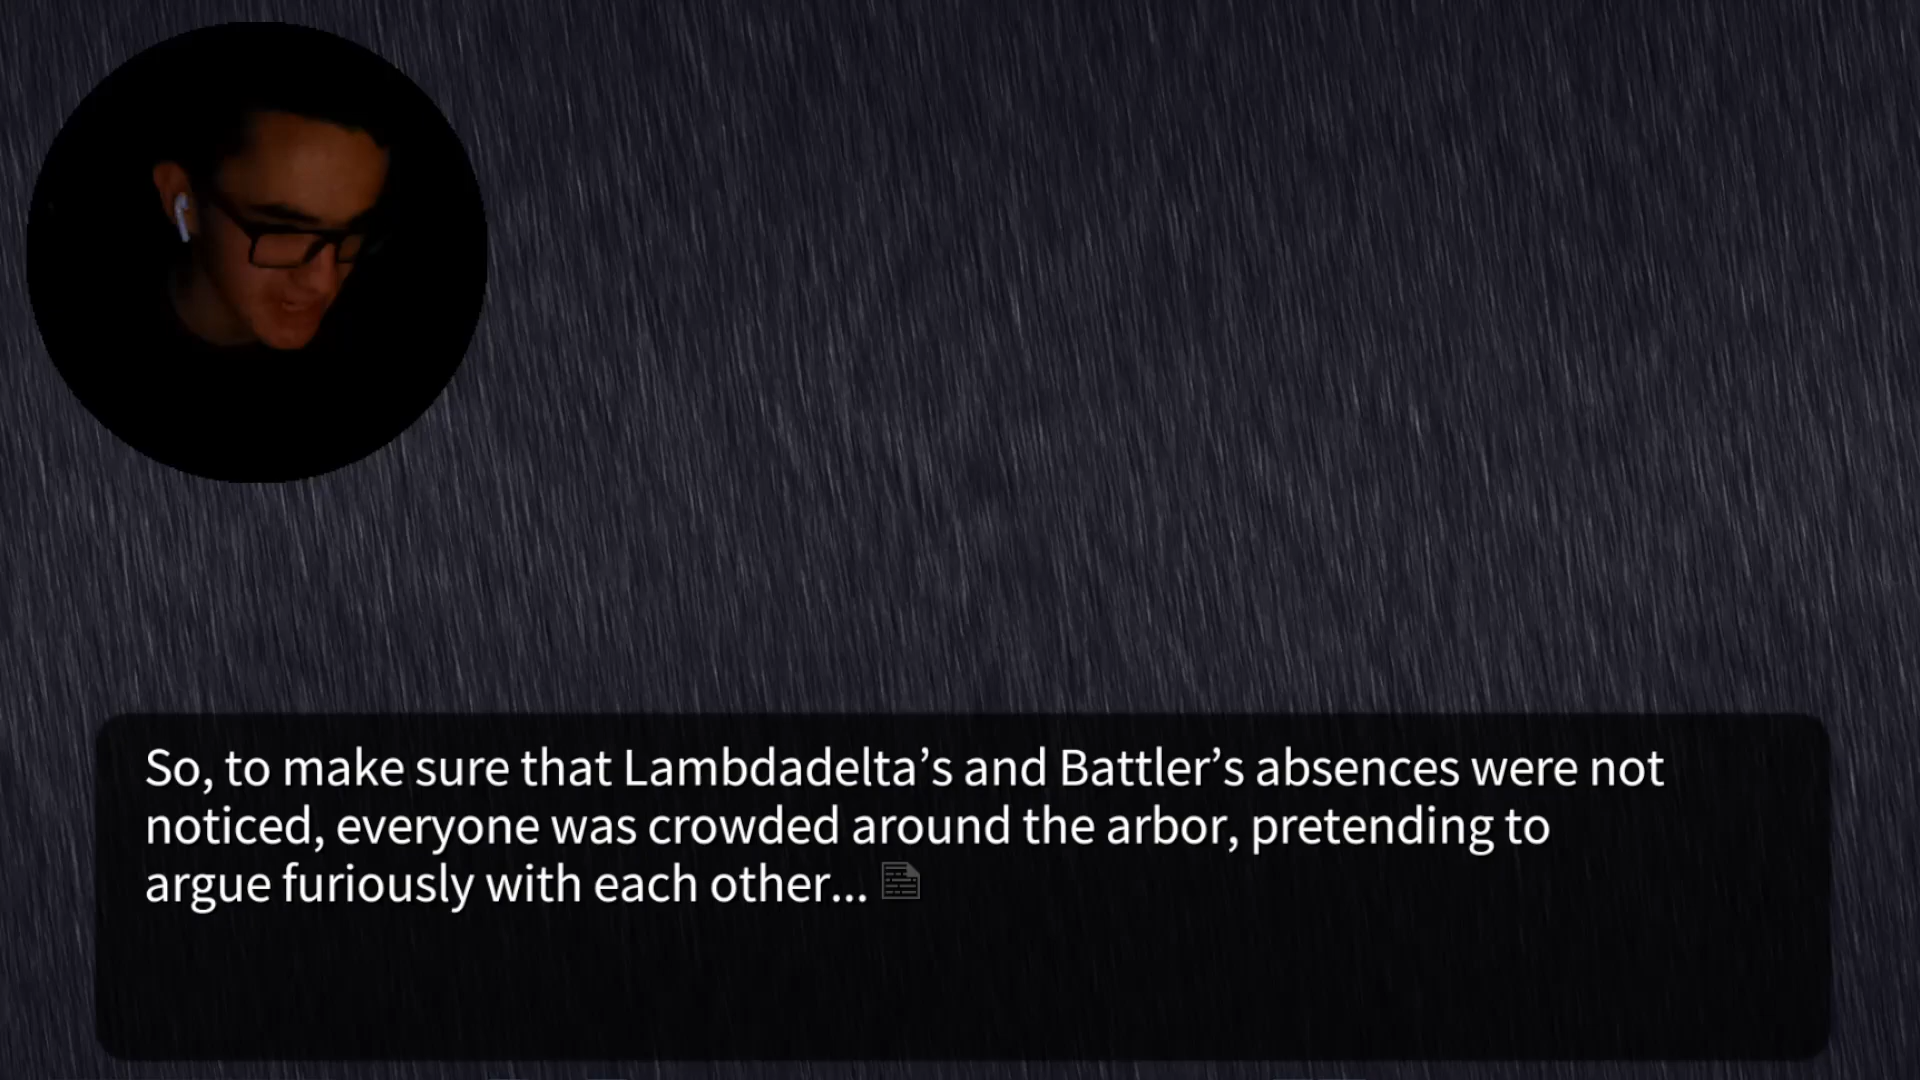 So, to make sure that Lambdadelta’s and Battler’s absences were not
noticed, everyone was crowded around the arbor, pretending to
argue furiously with each other...